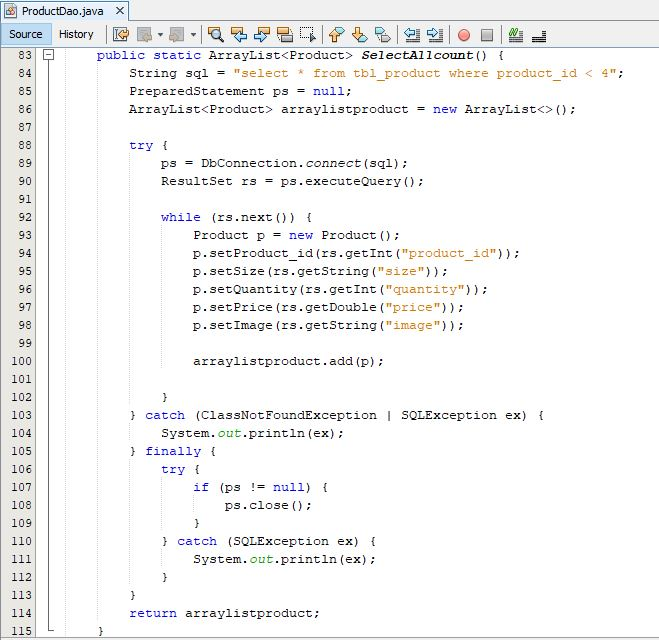 ProductDao.java ×
Source History
83 public static ArrayList<Product> SelectAllcount() {
84 String sql = "select * from tbl_product where product_id < 4";
85 PreparedStatement ps = null;
86 ArrayList<Product> arraylistproduct = new ArrayList<>();
87
88 try {
89 ps = DbConnection.connect(sql);
90 ResultSet rs = ps.executeQuery();
91
92 while (rs.next()) {
93 Product p = new Product();
94 p.setProduct_id(rs.getInt("product_id"));
95 p.setSize(rs.getString("size"));
96 p.setQuantity(rs.getInt("quantity"));
97 p.setPrice(rs.getDouble("price"));
98 p.setImage(rs.getString("image"));
99
100 arraylistproduct.add(p);
101
102 }
103 } catch (ClassNotFoundException | SQLException ex) {
104 System.out.println(ex);
105 } finally {
106 try {
107 if (ps != null) {
108 ps.close();
109 }
110 } catch (SQLException ex) {
111 System.out.println(ex);
112 }
113 }
114 return arraylistproduct;
115 }